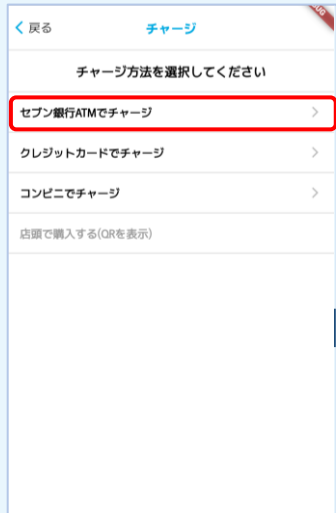 戻る
チャージ
チャージ方法を選択してください
セブン銀行ATMでチャージ
クレジットカードでチャージ
コンビニでチャージ
店頭で購入する(QRを表示)